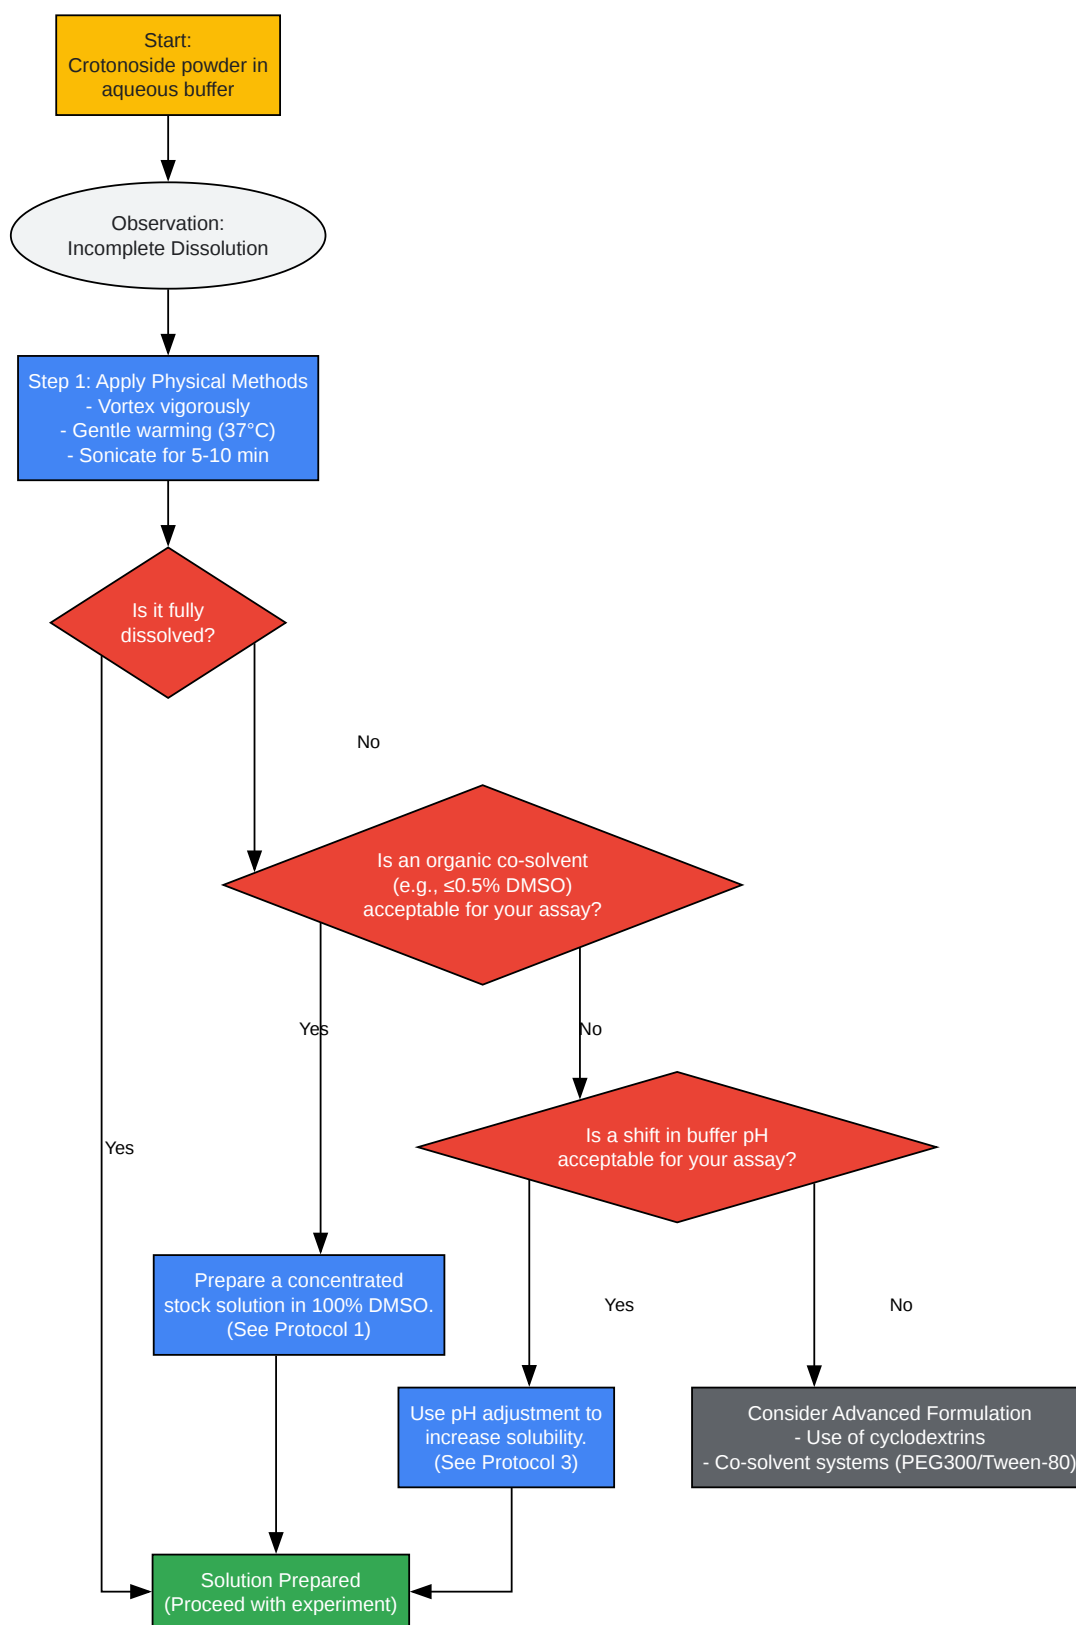 Start:
Crotonoside powder in
aqueous buffer
Observation:
Incomplete Dissolution
Step 1: Apply Physical Methods
- Vortex vigorously
- Gentle warming (37°C)
- Sonicate for 5-10 min
Is it fully
dissolved?
No
Is an organic co-solvent
(e.g., ≤0.5% DMSO)
acceptable for your assay?
Yes
No
Is a shift in buffer pH
acceptable for your assay?
Yes
Prepare a concentrated
stock solution in 100% DMSO.
(See Protocol 1)
Yes
No
Use pH adjustment to
increase solubility.
(See Protocol 3)
Consider Advanced Formulation
- Use of cyclodextrins
- Co-solvent systems (PEG300/Tween-80)
Solution Prepared
(Proceed with experiment)